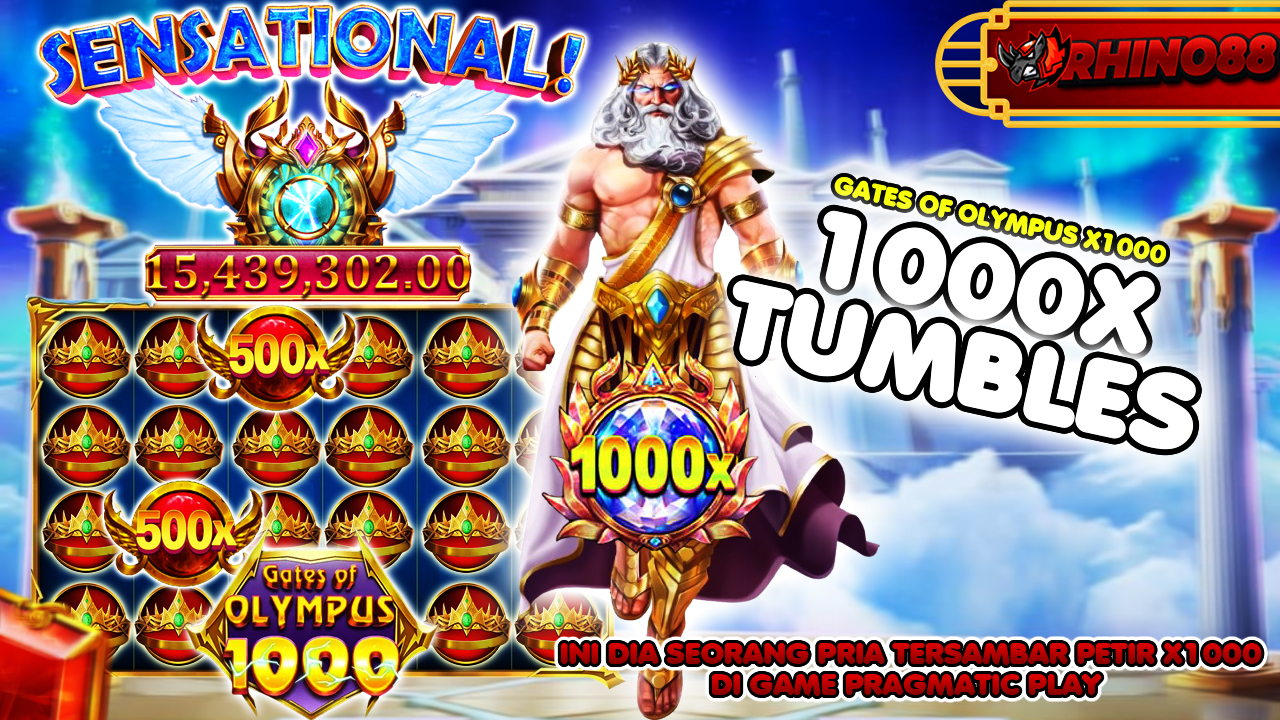 SENSATIONAL!
RHINO88
GATES OF OLYMPUS X1000
1000X
TUMBLES
15,439,302.00
500X
1000X
500X
Gates of
OLYMPUS
1000
INI DIA SEORANG PRIA TERSAMBAR PETIR X1000
DI GAME PRAGMATIC PLAY